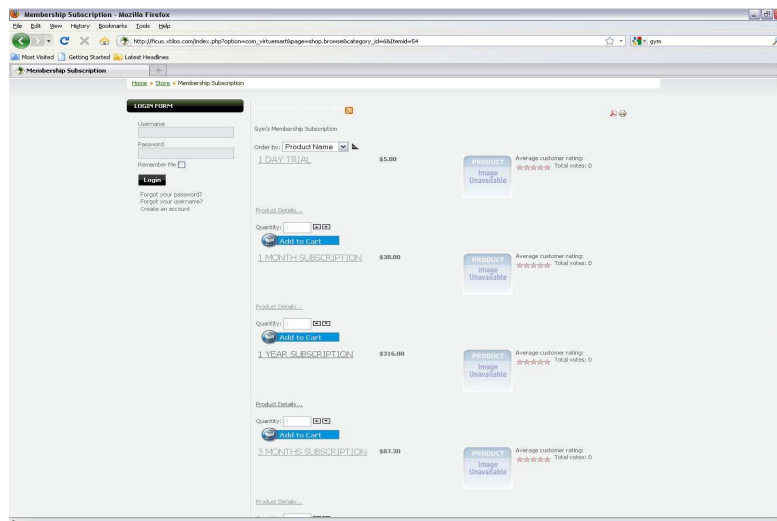 Membership Subscription - Mozilla Firefox
File Edit View History Bookmarks Tools Help
http://ficus.xtilos.com/index.php?option=com_virtuemart&page=shop.browse&category_id=6&Itemid=54
gym
Most Visited Getting Started Latest Headlines
Membership Subscription
Home Store Membership Subscription
LOGIN FORM
Username
Password
Remember Me
Login
Forgot your password?
Forgot your username?
Create an account
Gym's Membership Subscription
Order by: Product Name
1 DAY TRIAL $5.00
PRODUCT
Image
Unavailable
Average customer rating:
Total votes: 0
Product Details...
Quantity: 1
Add to Cart
1 MONTH SUBSCRIPTION $30.00
PRODUCT
Image
Unavailable
Average customer rating:
Total votes: 0
Product Details...
Quantity: 1
Add to Cart
1 YEAR SUBSCRIPTION $316.80
PRODUCT
Image
Unavailable
Average customer rating:
Total votes: 0
Product Details...
Quantity: 1
Add to Cart
3 MONTHS SUBSCRIPTION $87.30
PRODUCT
Image
Unavailable
Average customer rating:
Total votes: 0
Product Details...